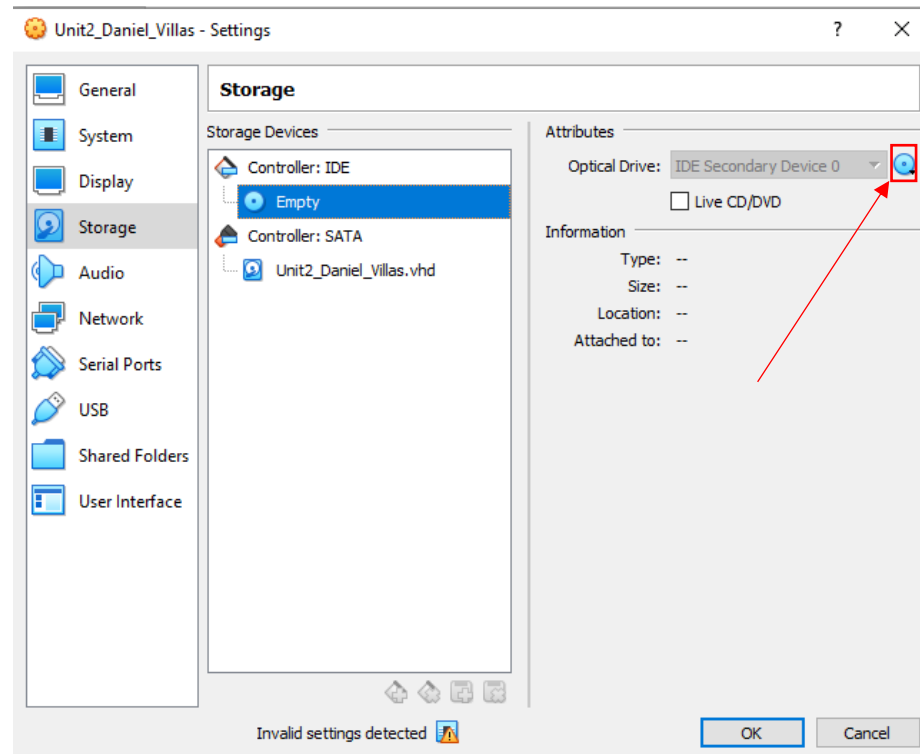 Unit2_Daniel_Villas - Settings
?
General
System
Display
Storage
Audio
Network
Serial Ports
USB
Shared Folders
User Interface
Storage
Storage Devices
Controller: IDE
Empty
Controller: SATA
Unit2_Daniel_Villas.vhd
Attributes
Optical Drive: IDE Secondary Device 0
Live CD/DVD
Information
Type: --
Size: --
Location: --
Attached to: --
Invalid settings detected
OK
Cancel